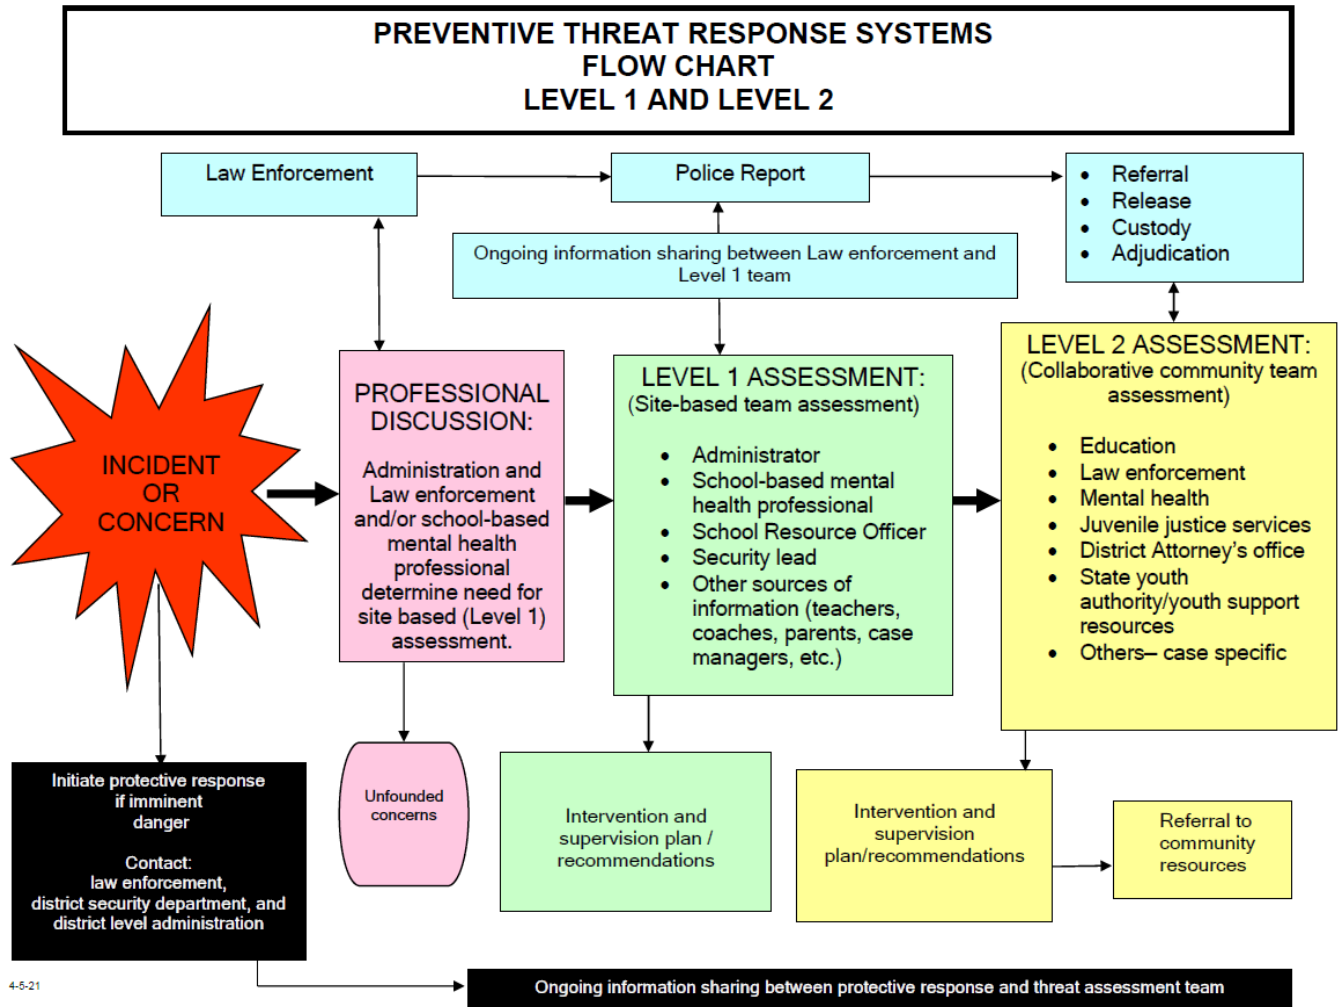 PREVENTIVE THREAT RESPONSE SYSTEMS
FLOW CHART
LEVEL 1 AND LEVEL 2
Law Enforcement
Police Report
• Referral
• Release
• Custody
• Adjudication
Ongoing information sharing between Law enforcement and
Level 1 team
INCIDENT
OR
CONCERN
PROFESSIONAL
DISCUSSION:
Administration and
Law enforcement
and/or school-based
mental health
professional
determine need for
site based (Level 1)
assessment.
LEVEL 1 ASSESSMENT:
(Site-based team assessment)
• Administrator
• School-based mental
health professional
• School Resource Officer
• Security lead
• Other sources of
information (teachers,
coaches, parents, case
managers, etc.)
LEVEL 2 ASSESSMENT:
(Collaborative community team
assessment)
• Education
• Law enforcement
• Mental health
• Juvenile justice services
• District Attorney's office
• State youth
authority/youth support
resources
• Others– case specific
Initiate protective response
if imminent
danger
Contact:
law enforcement,
district security department, and
district level administration
Unfounded
concerns
Intervention and
supervision plan /
recommendations
Intervention and
supervision
plan/recommendations
Referral to
community
resources
4-5-21
Ongoing information sharing between protective response and threat assessment team